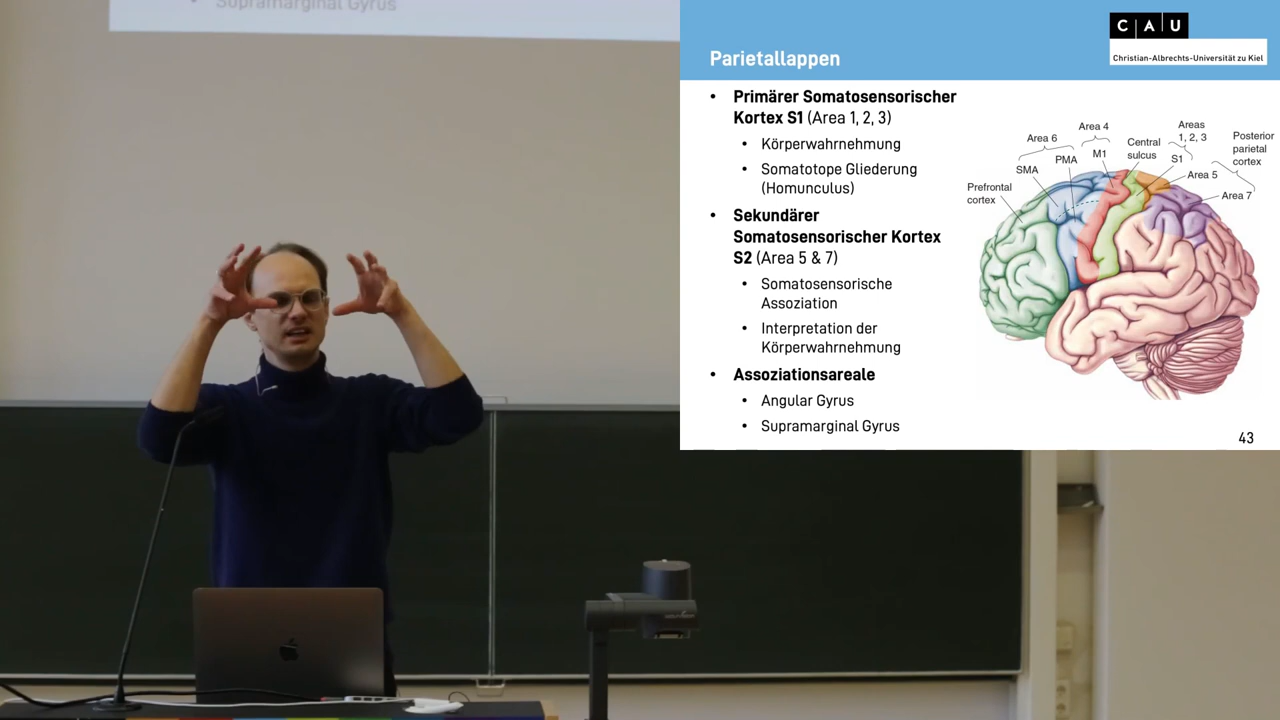 Supramarginal Gyrus
Parietallappen
C A U
Christian-Albrechts-Universität zu Kiel
• Primärer Somatosensorischer
Kortex S1 (Area 1, 2, 3)
• Körperwahrnehmung
• Somatotope Gliederung
(Homunculus)
• Sekundärer
Somatosensorischer Kortex
S2 (Area 5 & 7)
• Somatosensorische
Assoziation
• Interpretation der
Körperwahrnehmung
• Assoziationsareale
• Angular Gyrus
• Supramarginal Gyrus
Prefrontal
cortex
Area 6
SMA
PMA
Area 4
M1
Central
sulcus
Areas
1, 2, 3
S1
Posterior
parietal
cortex
Area 5
Area 7
43